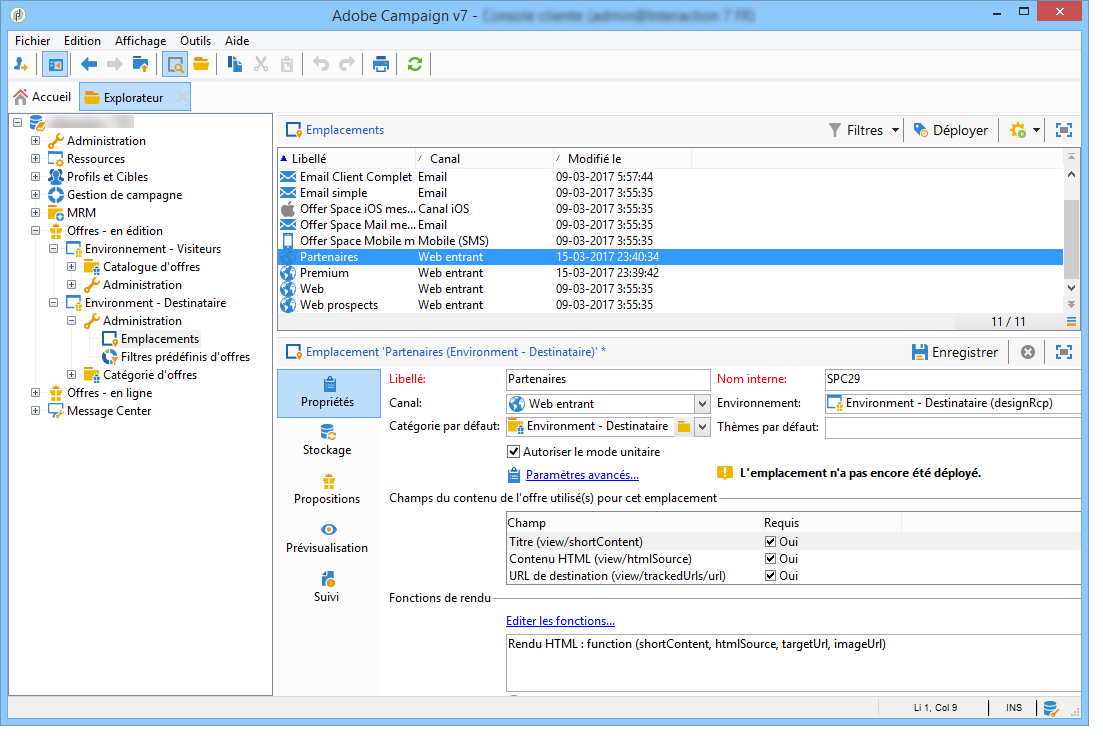 Adobe Campaign v7 -
Fichier Edition Affichage Outils Aide
Accueil Explorateur
Administration
Ressources
Profils et Cibles
Gestion de campagne
MRM
Offres - en édition
Environnement - Visiteurs
Catalogue d'offres
Administration
Environment - Destinataire
Administration
Emplacements
Filtres prédéfinis d'offres
Catégorie d'offres
Offres - en ligne
Message Center
Emplacements Filtres Déployer
Libellé Canal Modifié le
Email Client Complet Email 09-03-2017 5:57:44
Email simple Email 09-03-2017 3:55:35
Offer Space iOS mes... Canal iOS 09-03-2017 3:55:35
Offer Space Mail me... Email 09-03-2017 3:55:35
Offer Space Mobile m Mobile (SMS) 09-03-2017 3:55:35
Partenaires Web entrant 15-03-2017 23:40:34
Premium Web entrant 15-03-2017 23:39:42
Web Web entrant 09-03-2017 3:55:35
Web prospects Web entrant 09-03-2017 3:55:35
11 / 11
Emplacement 'Partenaires (Environment - Destinataire)' * Enregistrer
Propriétés
Stockage
Propositions
Prévisualisation
Suivi
Libellé: Partenaires Nom interne: SPC29
Canal: Web entrant Environnement: Environment - Destinataire (designRcp)
Catégorie par défaut: Environment - Destinataire Thèmes par défaut:
Autoriser le mode unitaire
Paramètres avancés... L'emplacement n'a pas encore été déployé.
Champs du contenu de l'offre utilisé(s) pour cet emplacement
Champ Requis
Titre (view/shortContent) Oui
Contenu HTML (view/htmlSource) Oui
URL de destination (view/trackedUrls/url) Oui
Fonctions de rendu
Editer les fonctions...
Rendu HTML : function (shortContent, htmlSource, targetUrl, imageUrl)
Li 1, Col 9 INS